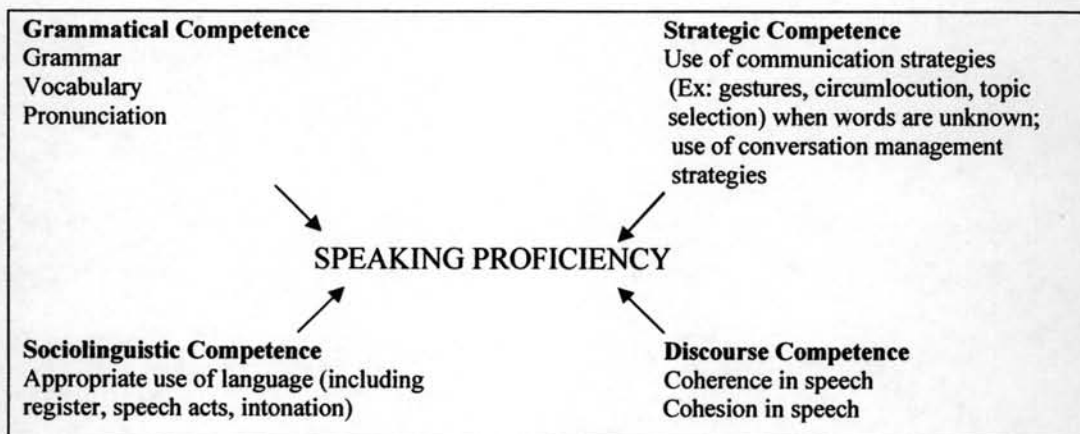 Grammatical Competence
Grammar
Vocabulary
Pronunciation
Strategic Competence
Use of communication strategies
(Ex: gestures, circumlocution, topic
selection) when words are unknown;
use of conversation management
strategies
SPEAKING PROFICIENCY
Sociolinguistic Competence
Appropriate use of language (including
register, speech acts, intonation)
Discourse Competence
Coherence in speech
Cohesion in speech